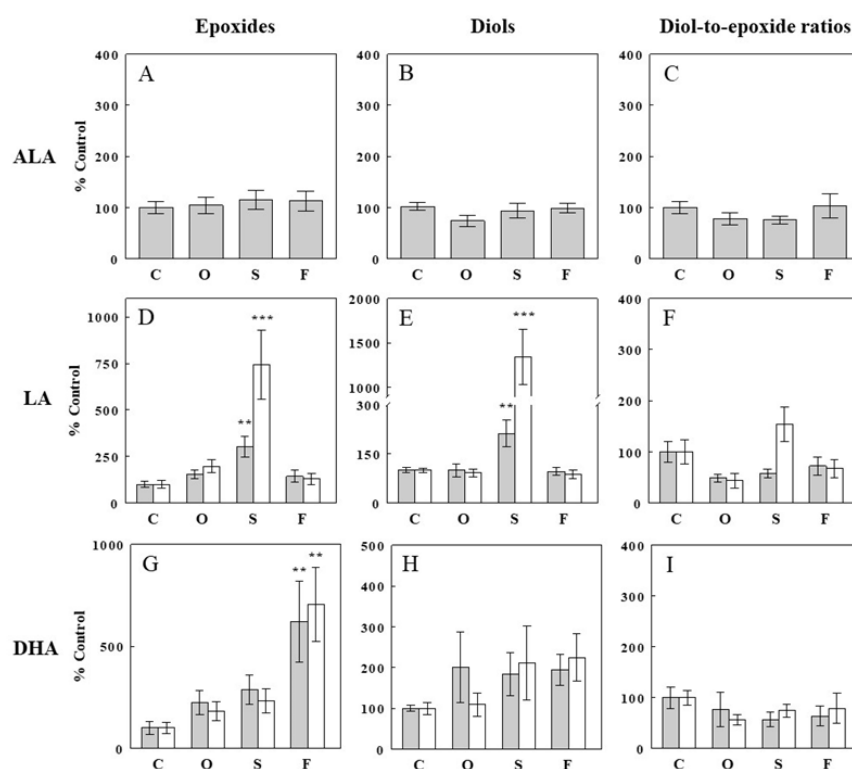 Epoxides Diols Diol-to-epoxide ratios
A B C
400 400 400
300 300 300
ALA % Control 200 200 200
100 100 100
0 0 0
C O S F C O S F C O S F
D E F
1000 *** 2000 *** 400
750 1500 300
LA % Control 1000
500 300 ** 200
** 250 150 100
0 0 0
C O S F C O S F C O S F
G H I
1000 ** ** 500 400
400 300
DHA % Control 500 300 200
200
100 100
0 0 0
C O S F C O S F C O S F